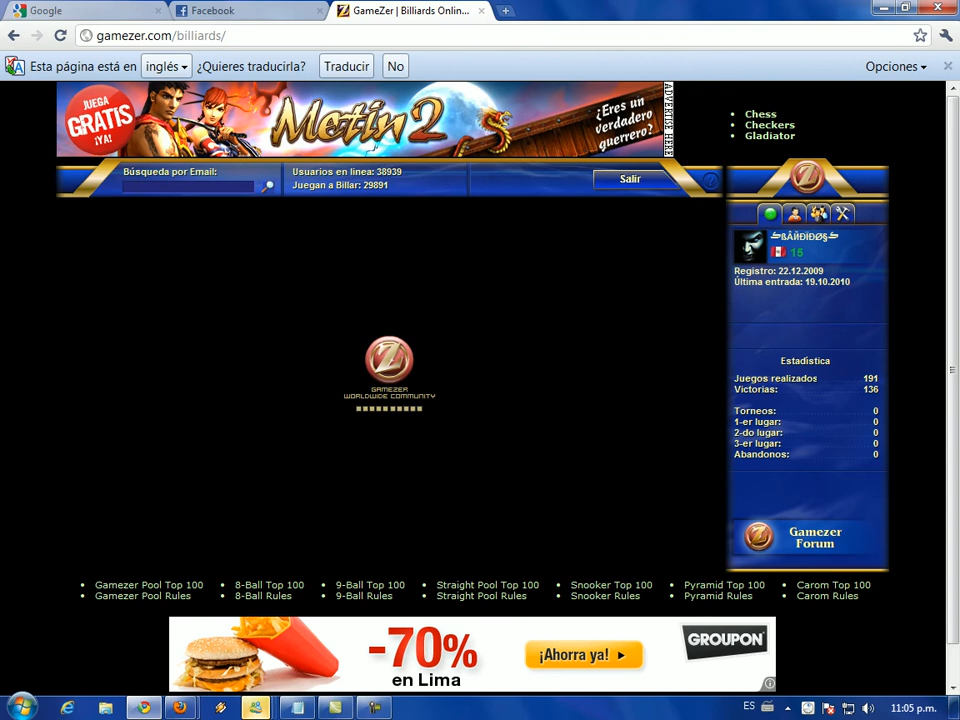 Google
Facebook
GameZer | Billiards Onlin...
gamezer.com/billiards/
Esta página está en inglés ¿Quieres traducirla? Traducir No Opciones
JUEGA GRATIS ¡YA!
Metin 2
¿Eres un
verdadero
guerrero?
ADVERTISE HERE
Chess
Checkers
Gladiator
Búsqueda por Email:
Usuarios en linea: 38939
Juegan a Billar: 29891
Salir
15
Registro: 22.12.2009
Última entrada: 19.10.2010
GAMEZER
WORLDWIDE COMMUNITY
Estadística
Juegos realizados 191
Victorias: 136
Torneos: 0
1-er lugar: 0
2-do lugar: 0
3-er lugar: 0
Abandonos: 0
Gamezer
Forum
Gamezer Pool Top 100 8-Ball Top 100 9-Ball Top 100 Straight Pool Top 100 Snooker Top 100 Pyramid Top 100 Carom Top 100
Gamezer Pool Rules 8-Ball Rules 9-Ball Rules Straight Pool Rules Snooker Rules Pyramid Rules Carom Rules
-70%
en Lima
¡Ahorra ya!
GROUPON
ES
11:05 p.m.